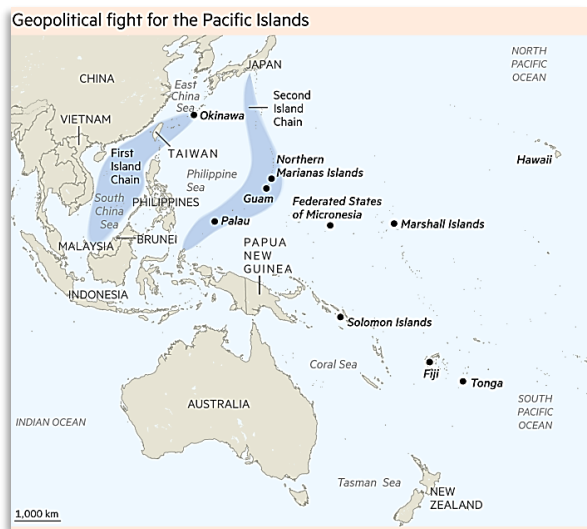 Geopolitical fight for the Pacific Islands
NORTH
PACIFIC
OCEAN
JAPAN
CHINA
East
China
Sea
Second
Island
Chain
Okinawa
VIETNAM
First
Island
Chain
TAIWAN
Northern
Marianas Islands
Hawaii
Philippine
Sea
Guam
South
China
Sea
PHILIPPINES
Federated States
of Micronesia
Palau
Marshall Islands
MALAYSIA
BRUNEI
PAPUA
NEW
GUINEA
INDONESIA
Solomon Islands
Coral Sea
Fiji
Tonga
AUSTRALIA
SOUTH
PACIFIC
OCEAN
INDIAN OCEAN
Tasman Sea
NEW
ZEALAND
1,000 km